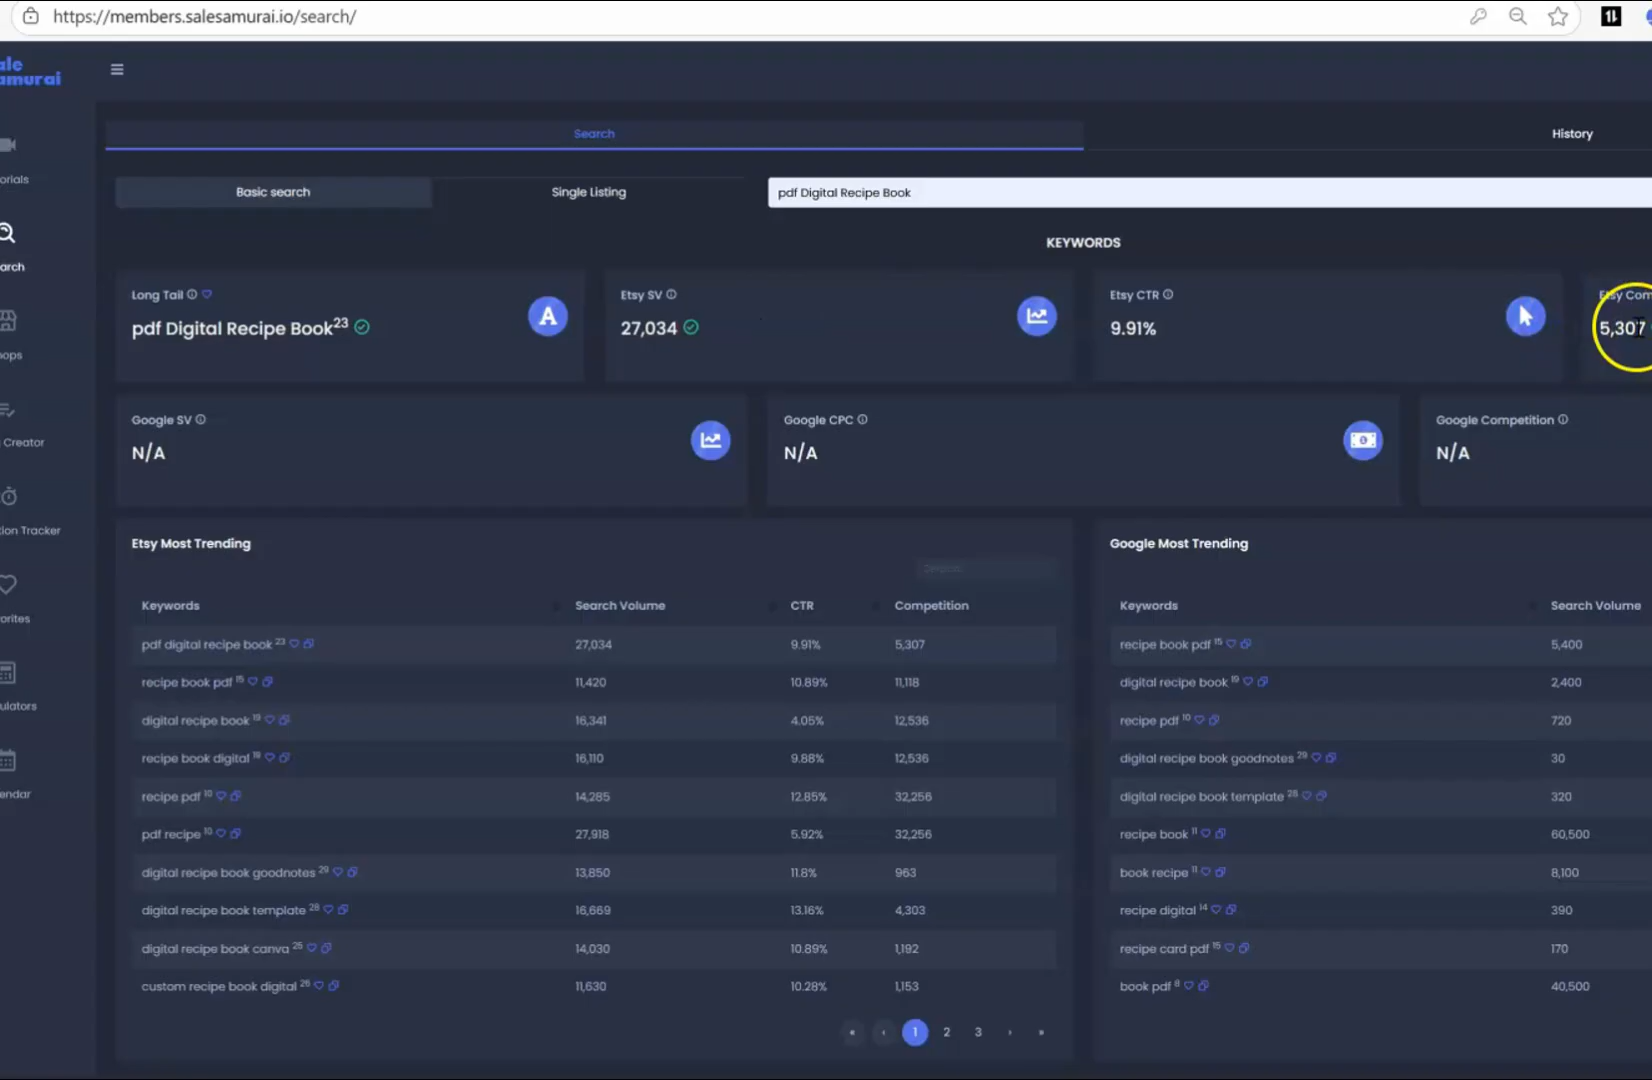 https://members.salesamurai.io/search/
ale
amurai
Search
History
orials
Basic search
Single Listing
pdf Digital Recipe Book
KEYWORDS
arch
Long Tail
Etsy SV
Etsy CTR
Etsy Com
pdf Digital Recipe Book23
27,034
9.91%
5,307
ops
Google SV
Google CPC
Google Competition
N/A
N/A
N/A
Creator
tion Tracker
Etsy Most Trending
Google Most Trending
Keywords Search Volume CTR Competition
Keywords Search Volume
orites
pdf digital recipe book 23 27,034 9.91% 5,307
recipe book pdf 15 11,420 10.89% 11,118
digital recipe book 19 16,341 4.05% 12,536
recipe book digital 19 16,110 9.88% 12,536
recipe pdf 10 14,285 12.85% 32,256
pdf recipe 10 27,918 5.92% 32,256
digital recipe book goodnotes 29 13,850 11.8% 963
digital recipe book template 28 16,669 13.16% 4,303
digital recipe book canva 25 14,030 10.89% 1,192
custom recipe book digital 26 11,630 10.28% 1,153
recipe book pdf 15 5,400
digital recipe book 19 2,400
recipe pdf 10 720
digital recipe book goodnotes 29 30
digital recipe book template 28 320
recipe book 11 60,500
book recipe 11 8,100
recipe digital 14 390
recipe card pdf 15 170
book pdf 8 40,500
ulators
endar
« ‹ 1 2 3 › »